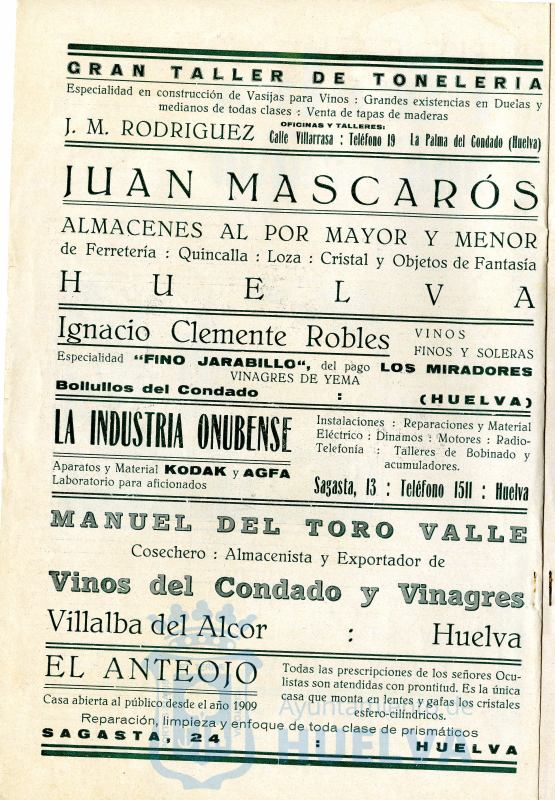 GRAN TALLER DE TONELERIA
Especialidad en construcción de Vasijas para Vinos : Grandes existencias en Duelas y
medianos de todas clases : Venta de tapas de maderas
J. M. RODRIGUEZ
OFICINAS Y TALLERES:
Calle Villarrasa : Teléfono 19 La Palma del Condado (Huelva)
JUAN MASCARÓS
ALMACENES AL POR MAYOR Y MENOR
de Ferretería : Quincalla : Loza : Cristal y Objetos de Fantasía
HUELVA
Ignacio Clemente Robles
VINOS
FINOS Y SOLERAS
Especialidad "FINO JARABILLO", del pago LOS MIRADORES
VINAGRES DE YEMA
Bollullos del Condado : (HUELVA)
LA INDUSTRIA ONUBENSE
Aparatos y Material KODAK y AGFA
Laboratorio para aficionados
Instalaciones : Reparaciones y Material
Eléctrico : Dinamos : Motores : Radio-
Telefonía : Talleres de Bobinado y
acumuladores.
Sagasta, 13 : Teléfono 1511 : Huelva
MANUEL DEL TORO VALLE
Cosechero : Almacenista y Exportador de
Vinos del Condado y Vinagres
Villalba del Alcor : Huelva
EL ANTEOJO
Casa abierta al público desde el año 1909
Todas las prescripciones de los señores Ocu-
listas son atendidas con prontitud. Es la única
casa que monta en lentes y gafas los cristales
esfero-cilíndricos.
Reparación, limpieza y enfoque de toda clase de prismáticos
SAGASTA, 24 : HUELVA
Ayuntamiento de
HUELVA